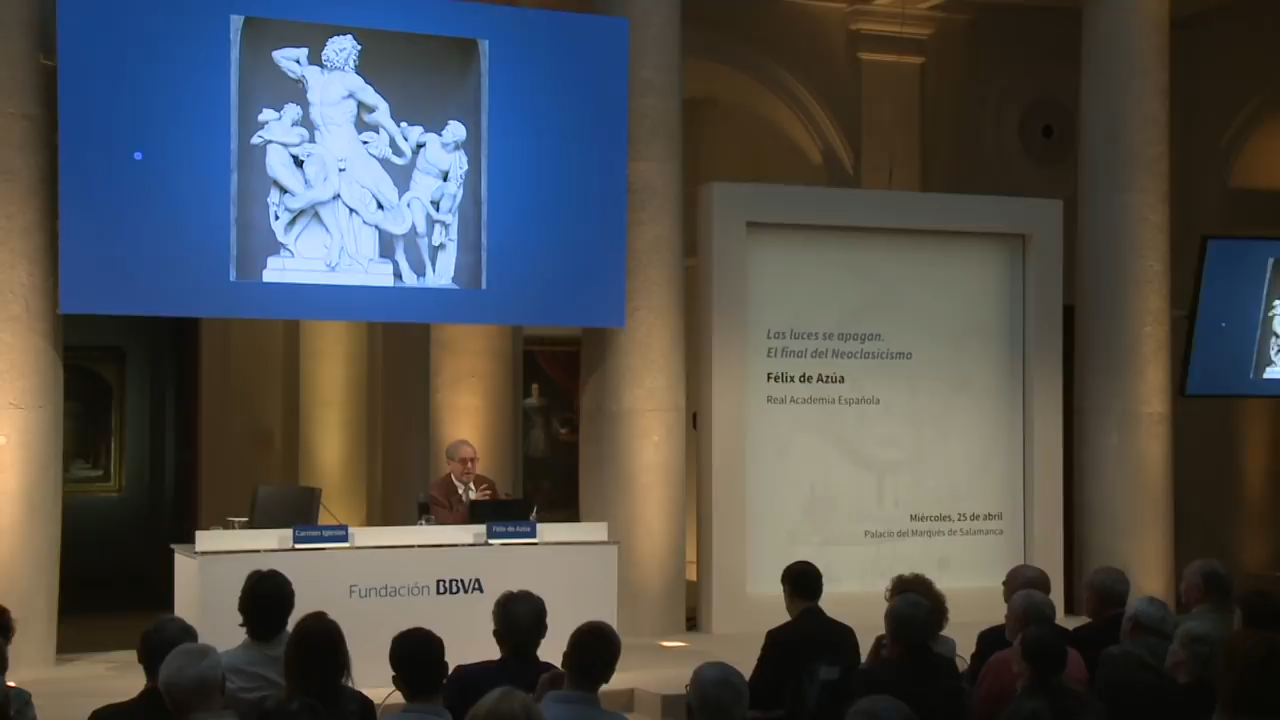 Las luces se apagan.
El final del Neoclasicismo
Félix de Azúa
Real Academia Española
Miércoles, 25 de abril
Palacio del Marqués de Salamanca
Carmen Iglesias
Félix de Azúa
Fundación BBVA